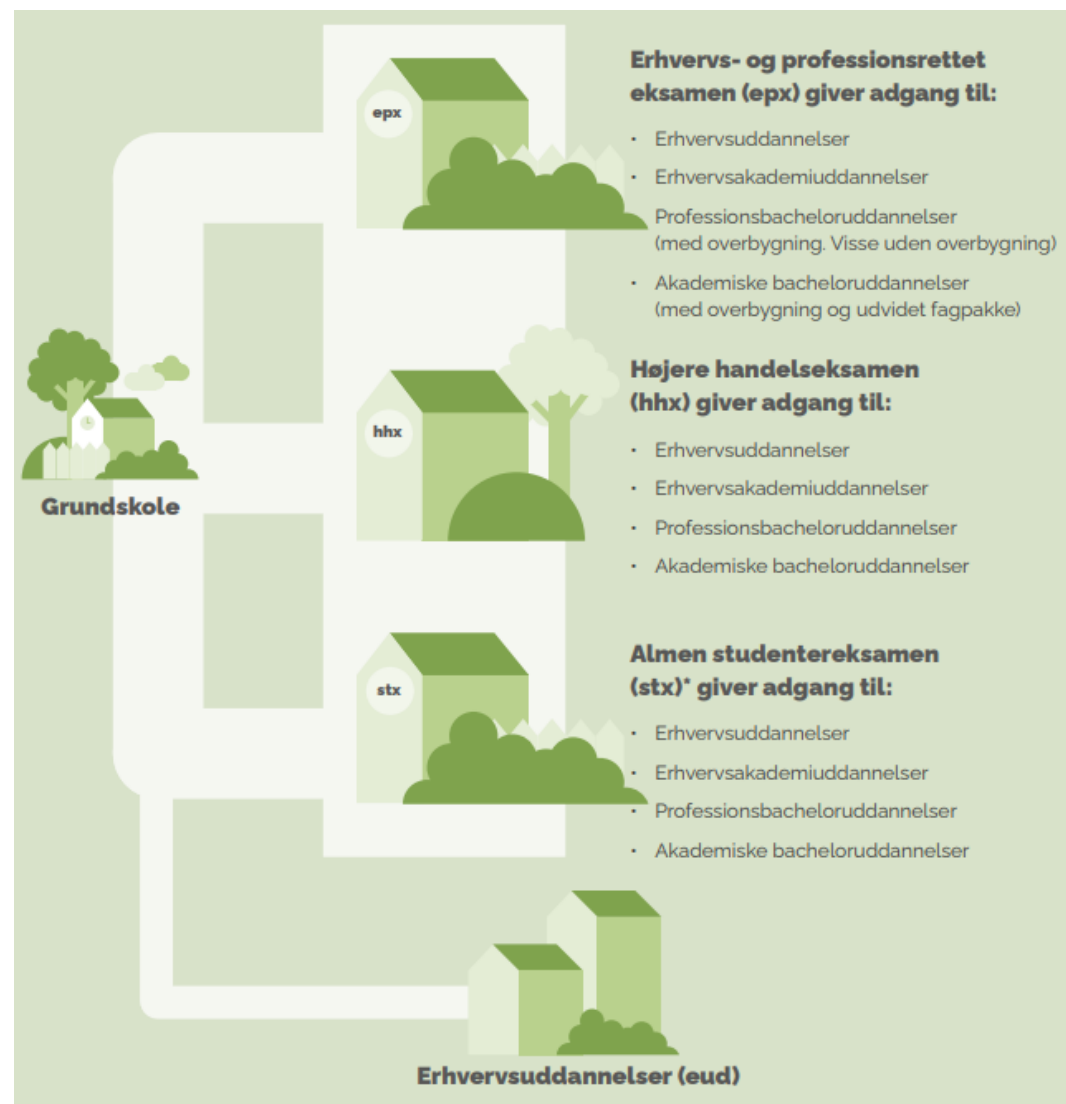 Erhvervs- og professionsrettet
eksamen (epx) giver adgang til:
• Erhvervsuddannelser
• Erhvervsakademiuddannelser
• Professionsbacheloruddannelser
(med overbygning. Visse uden overbygning)
• Akademiske bacheloruddannelser
(med overbygning og udvidet fagpakke)
epx
Højere handelseksamen
(hhx) giver adgang til:
• Erhvervsuddannelser
• Erhvervsakademiuddannelser
• Professionsbacheloruddannelser
• Akademiske bacheloruddannelser
hhx
Grundskole
Almen studentereksamen
(stx)* giver adgang til:
• Erhvervsuddannelser
• Erhvervsakademiuddannelser
• Professionsbacheloruddannelser
• Akademiske bacheloruddannelser
stx
Erhvervsuddannelser (eud)